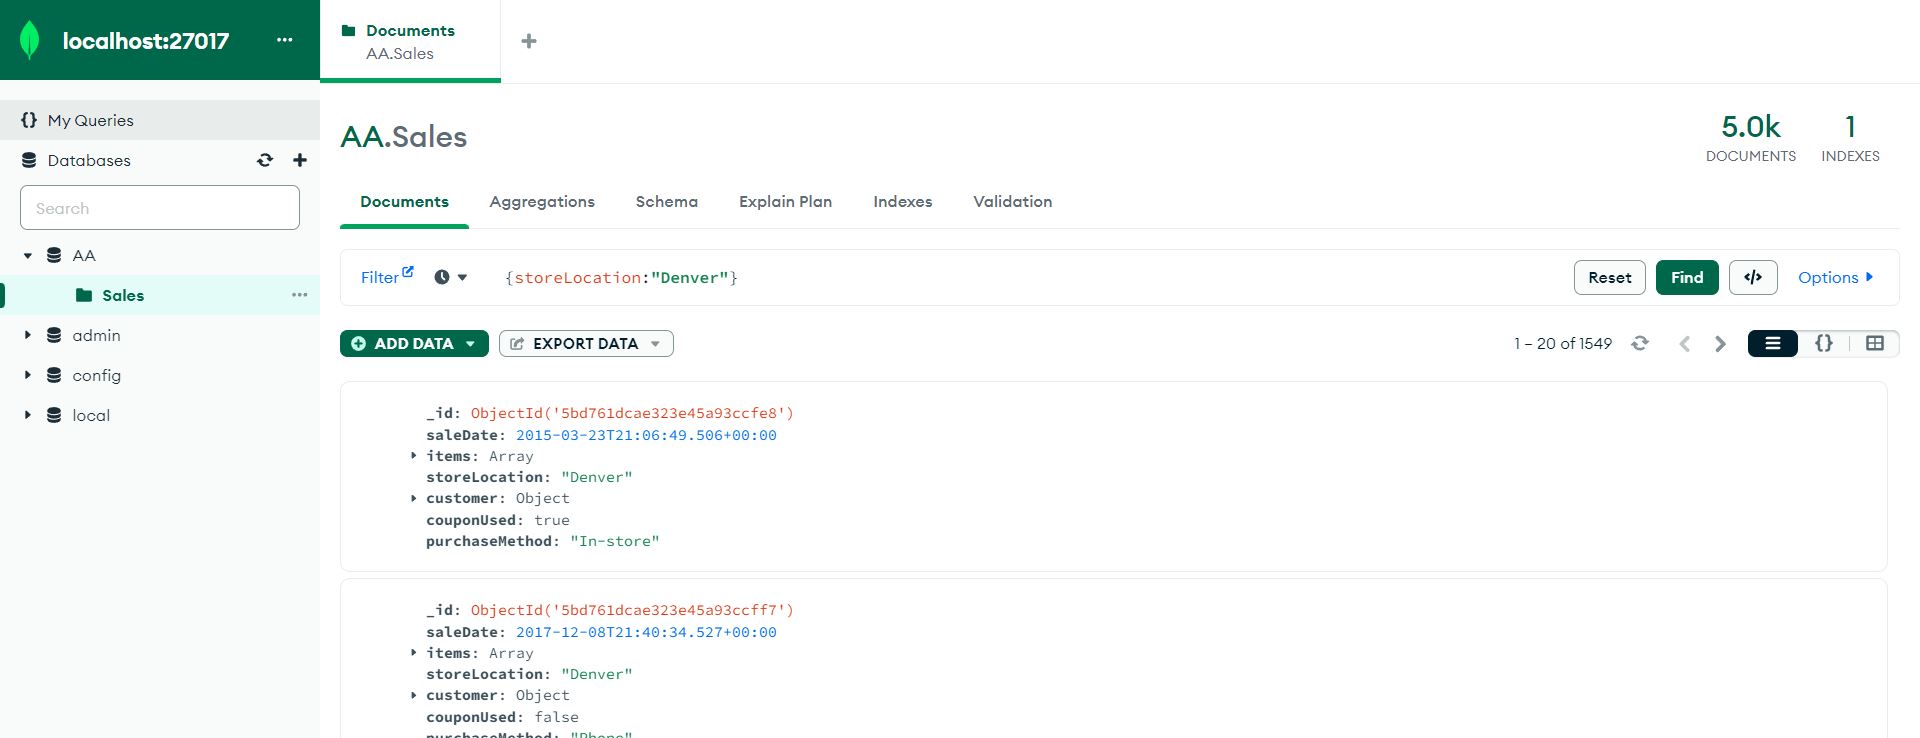 localhost:27017
Documents
AA.Sales
{} My Queries
Databases
Search
AA
Sales
admin
config
local
AA.Sales
5.0k
DOCUMENTS
1
INDEXES
Documents Aggregations Schema Explain Plan Indexes Validation
Filter {storeLocation:"Denver"} Reset Find </> Options
ADD DATA EXPORT DATA 1 – 20 of 1549 {}
_id: ObjectId('5bd761dcae323e45a93ccfe8')
saleDate: 2015-03-23T21:06:49.506+00:00
items: Array
storeLocation: "Denver"
customer: Object
couponUsed: true
purchaseMethod: "In-store"
_id: ObjectId('5bd761dcae323e45a93ccff7')
saleDate: 2017-12-08T21:40:34.527+00:00
items: Array
storeLocation: "Denver"
customer: Object
couponUsed: false
purchaseMethod: "Phone"